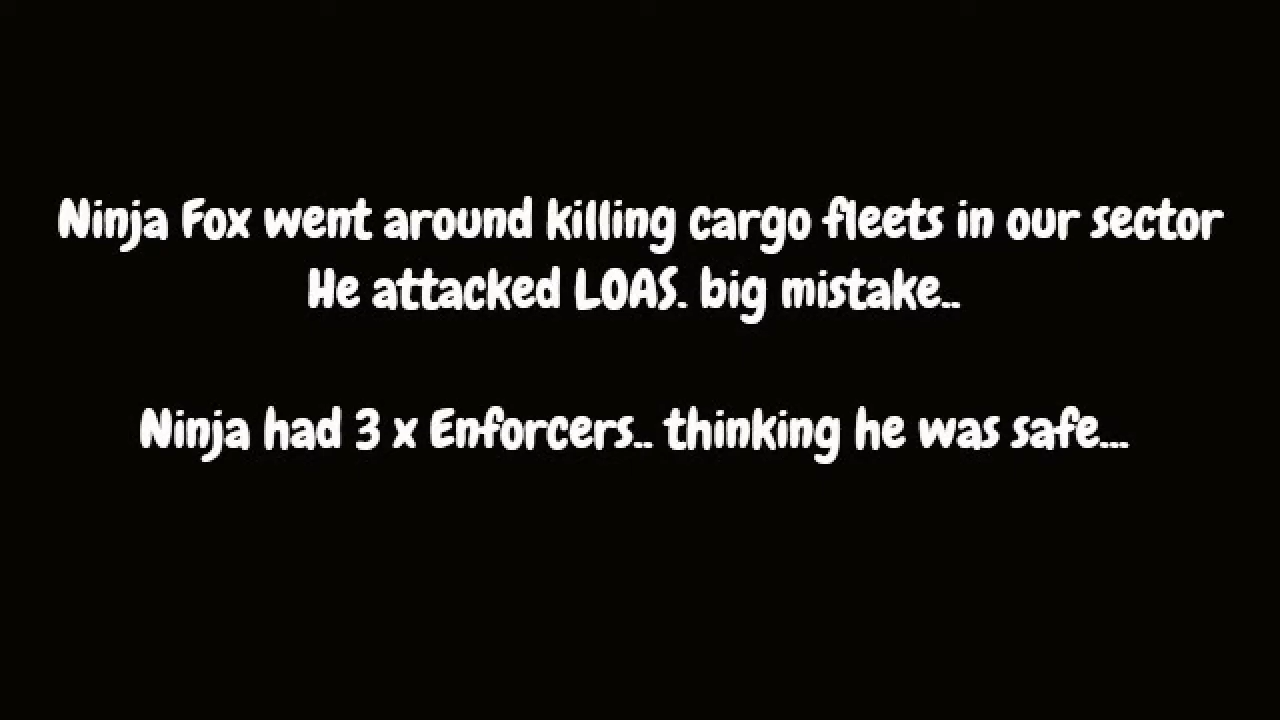 Ninja Fox went around killing cargo fleets in our sector
He attacked LOAS. big mistake..
Ninja had 3 x Enforcers.. thinking he was safe...